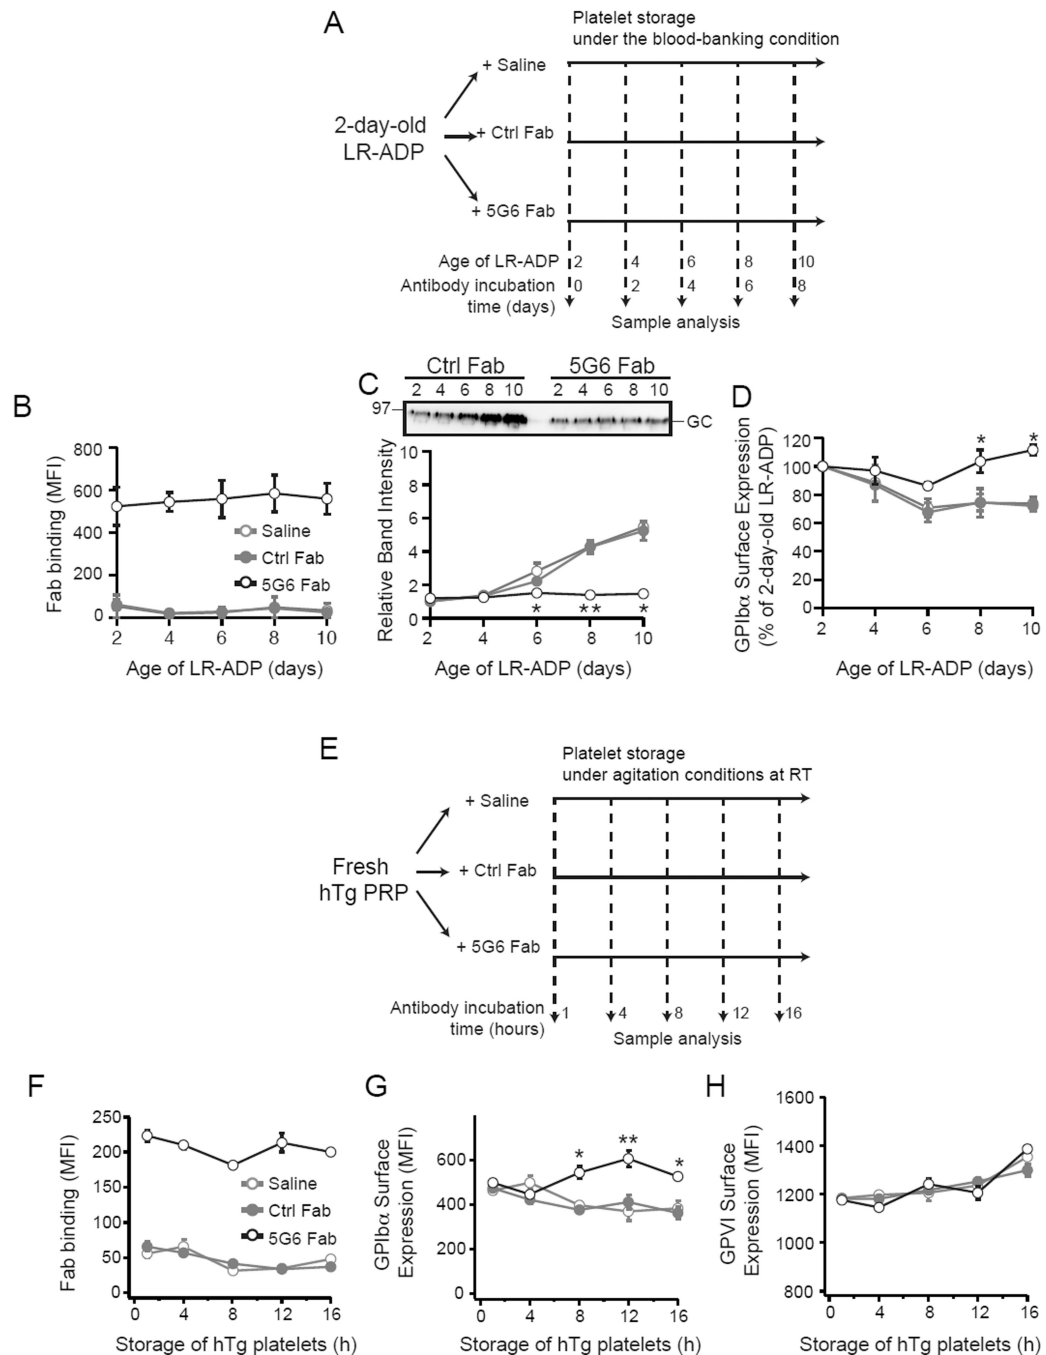 A
Platelet storage
under the blood-banking condition
+ Saline
2-day-old
LR-ADP
+ Ctrl Fab
+ 5G6 Fab
Age of LR-ADP 2 4 6 8 10
Antibody incubation
time (days) 0 2 4 6 8
Sample analysis
B
Fab binding (MFI)
800
600
400
200
0
Saline
Ctrl Fab
5G6 Fab
2 4 6 8 10
Age of LR-ADP (days)
C
Ctrl Fab 5G6 Fab
2 4 6 8 10 2 4 6 8 10
97
GC
Relative Band Intensity
10
8
6
4
2
0
* ** *
2 4 6 8 10
Age of LR-ADP (days)
D
GPIbα Surface Expression
(% of 2-day-old LR-ADP)
120
100
80
60
40
20
0
* *
2 4 6 8 10
Age of LR-ADP (days)
E
Platelet storage
under agitation conditions at RT
+ Saline
Fresh
hTg PRP
+ Ctrl Fab
+ 5G6 Fab
Antibody incubation
time (hours) 1 4 8 12 16
Sample analysis
F
Fab binding (MFI)
250
200
150
100
50
0
Saline
Ctrl Fab
5G6 Fab
0 4 8 12 16
Storage of hTg platelets (h)
G
GPIbα Surface
Expression (MFI)
600
400
200
0
* ** *
0 4 8 12 16
Storage of hTg platelets (h)
H
GPVI Surface
Expression (MFI)
1600
1400
1200
1000
800
0 4 8 12 16
Storage of hTg platelets (h)